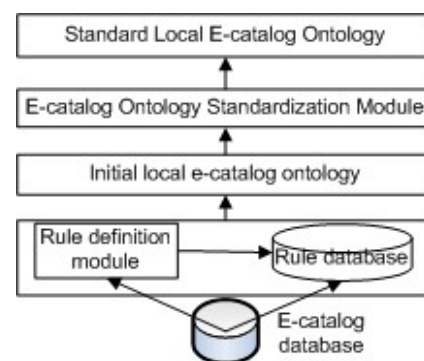 Standard Local E-catalog Ontology
E-catalog Ontology Standardization Module
Initial local e-catalog ontology
Rule definition
module
Rule database
E-catalog
database